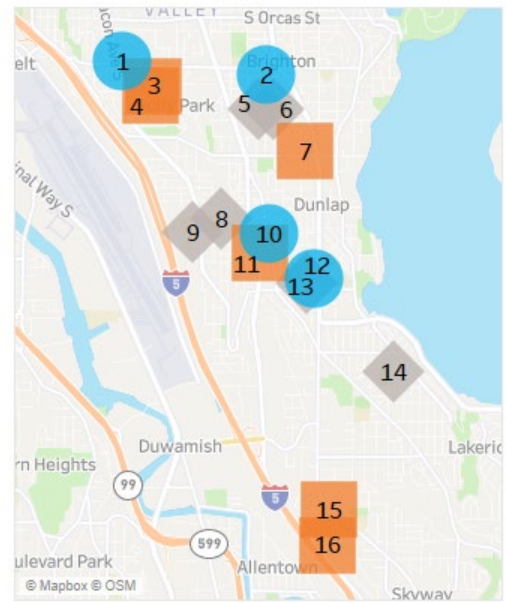 VALLEY
S Orcas St
acon Ave S
elt
1
Brighton
2
3
4
Park
5
6
7
inal Way S
Dunlap
8
9
10
11
12
13
5
14
Duwamish
Lakeric
rn Heights
99
5
15
599
16
ulevard Park
Allentown
Skyway
© Mapbox © OSM